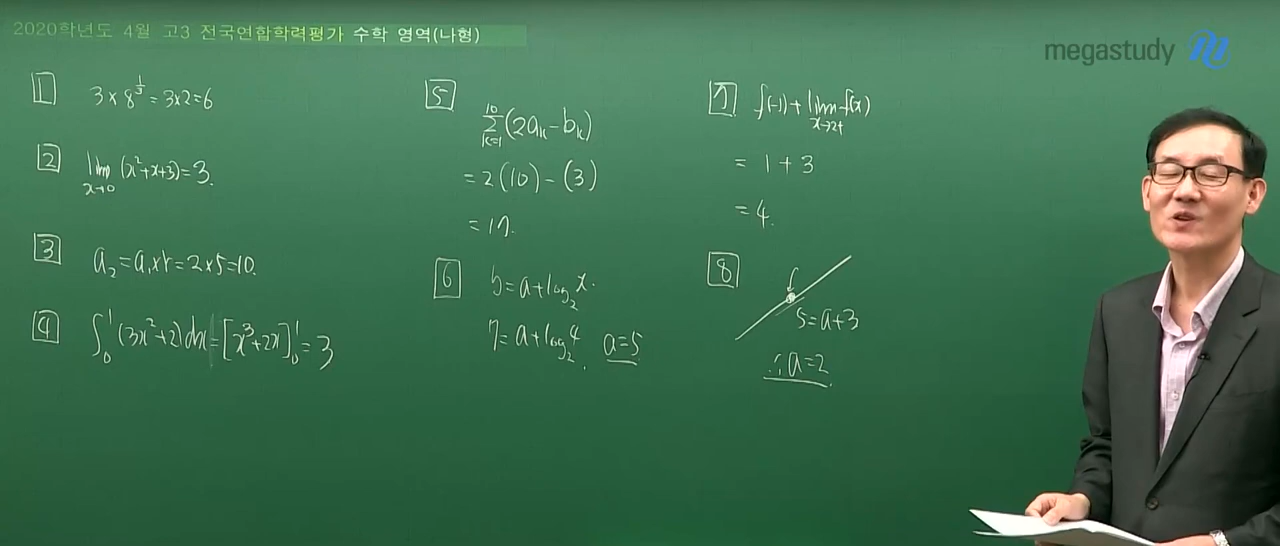 2020학년도 4월 고3 전국연합학력평가 수학 영역(나형)
megastudy
1
3×8^{1/3}=3×2=6
2
lim_{x→0}(x²+x+3)=3.
3
a₂=a₁×r=2×5=10.
4
∫₀¹(3x²+2)dx=[x³+2x]₀¹=3
5
∑_{k=1}^{10}(2aₖ-bₖ)
=2(10)-(3)
=17.
6
y=a+log₂x.
7=a+log₂4, a=5
7
f(-1)+lim_{x→2+}f(x)
=1+3
=4.
8
5=a+3
∴a=2